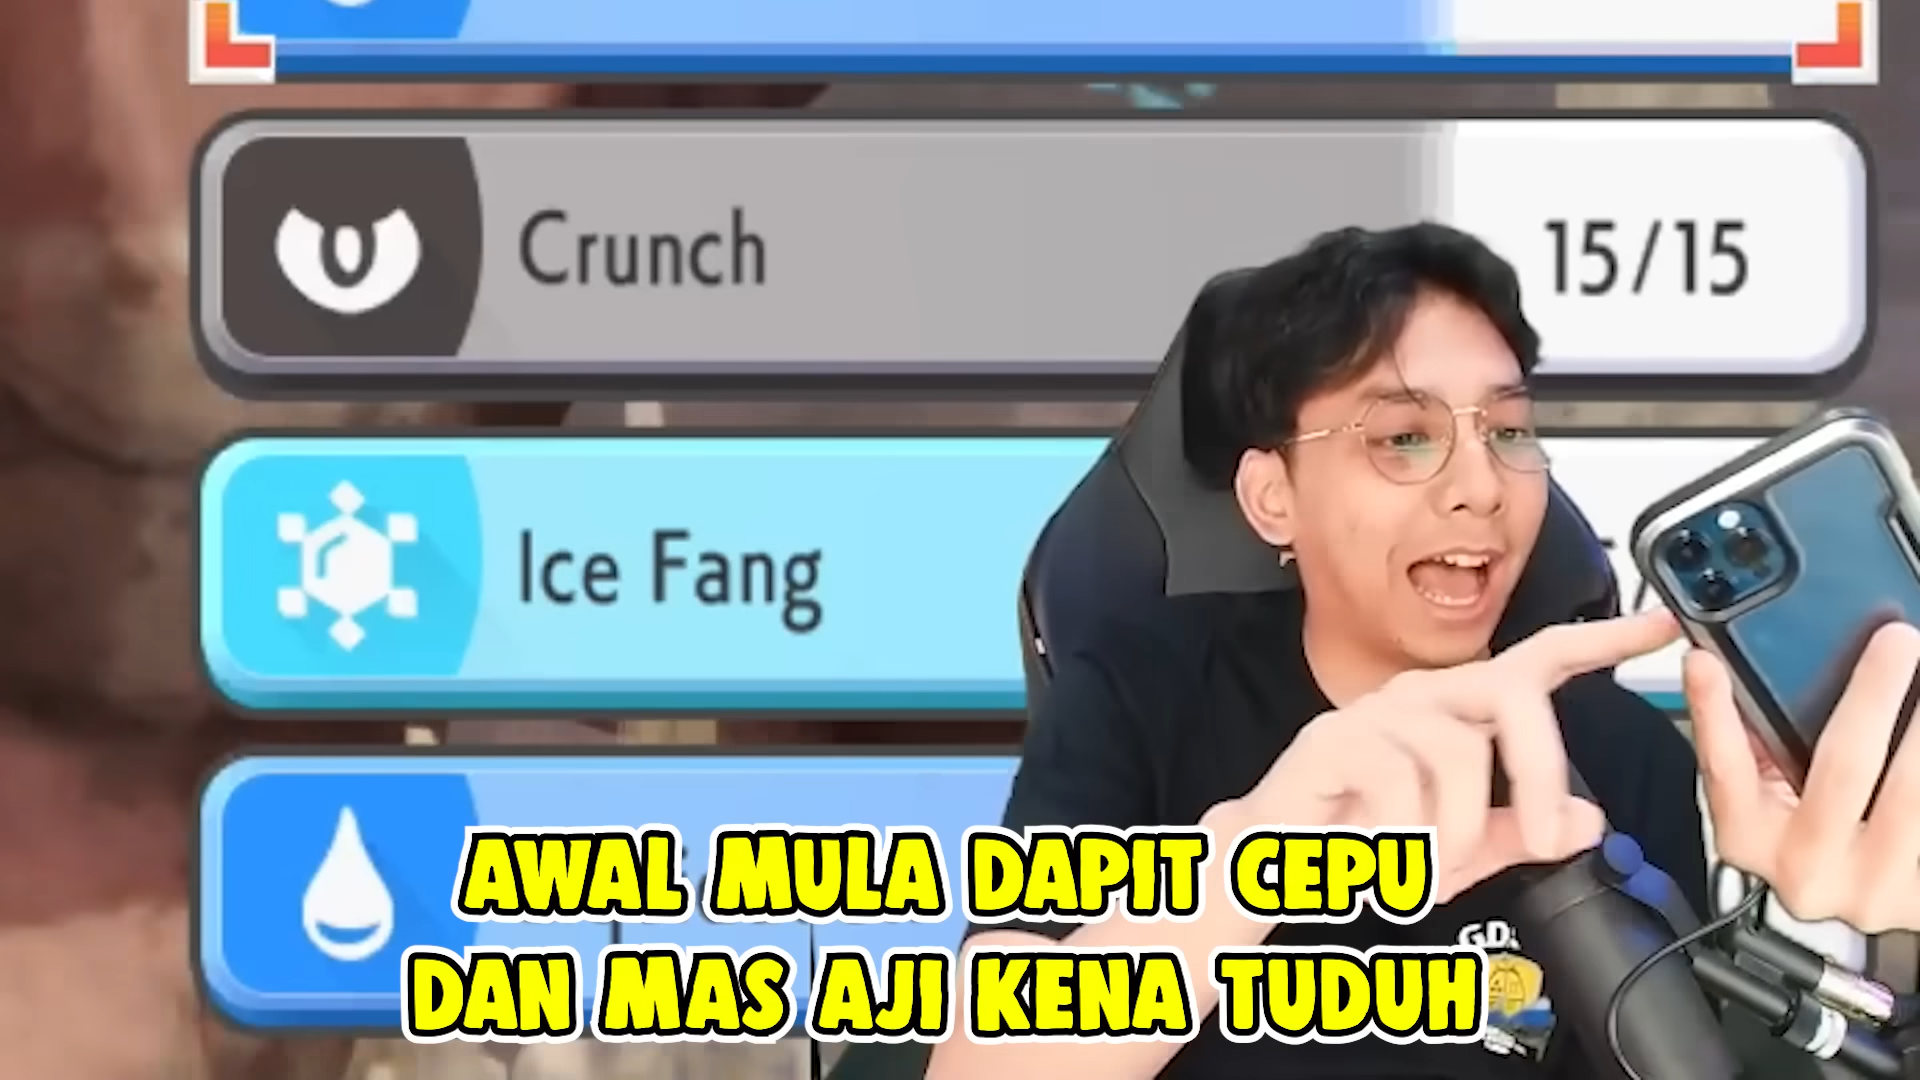 Crunch
15/15
Ice Fang
AWAL MULA DAPIT CEPU
DAN MAS AJI KENA TUDUH